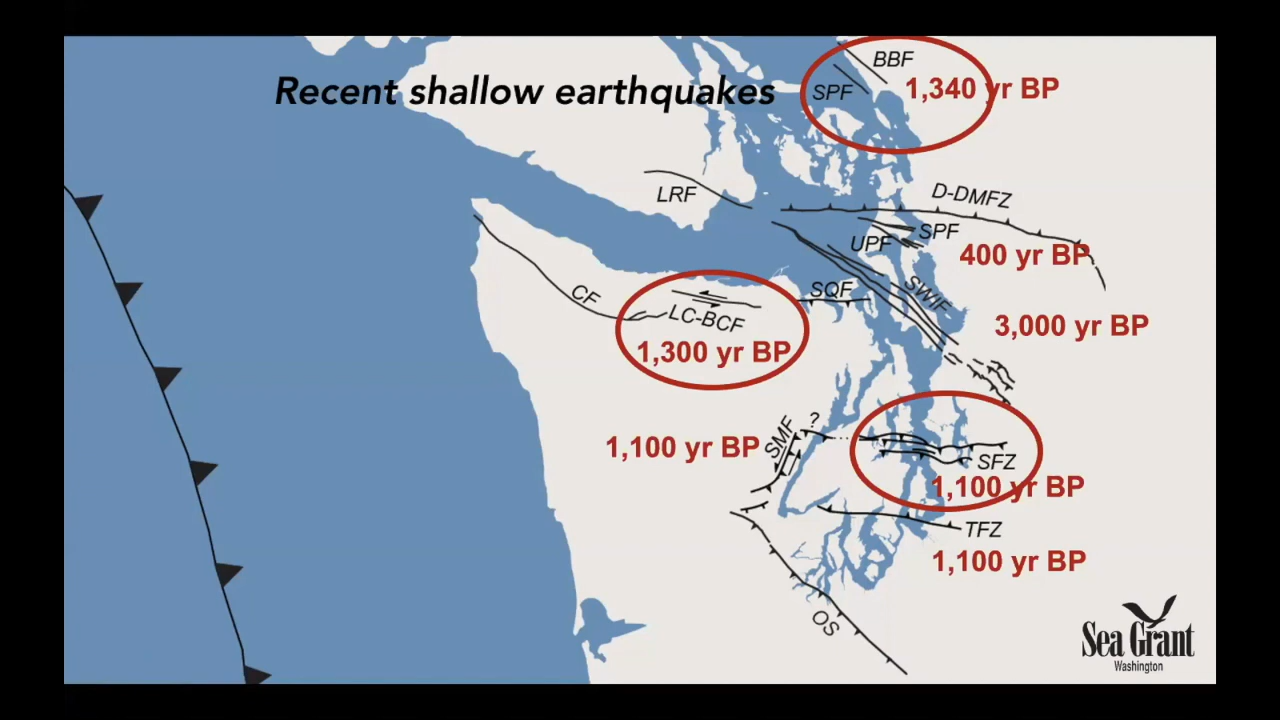 Recent shallow earthquakes
BBF
SPF
1,340 yr BP
LRF
D-DMFZ
SPF
UPF
400 yr BP
SWIF
SQF
CF
LC-BCF
1,300 yr BP
3,000 yr BP
?
SMF
1,100 yr BP
SFZ
1,100 yr BP
TFZ
1,100 yr BP
OS
Sea Grant
Washington